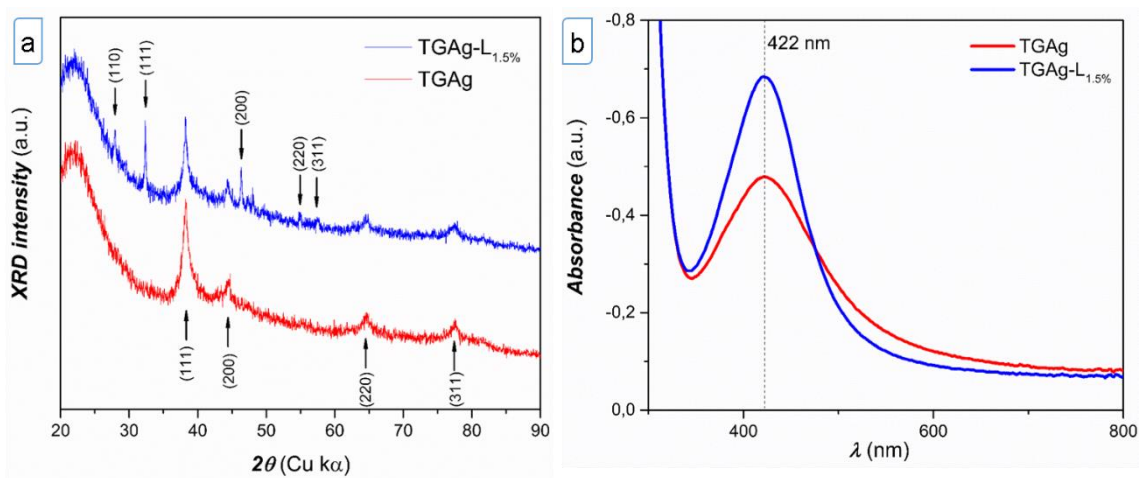 a
XRD intensity (a.u.)
TGAg-L1.5%
TGAg
(110)
(111)
(200)
(220)
(311)
(111)
(200)
(220)
(311)
20 30 40 50 60 70 80 90
2θ (Cu kα)
b
Absorbance (a.u.)
-0,8
-0,6
-0,4
-0,2
0,0
422 nm
TGAg
TGAg-L1.5%
400 600 800
λ (nm)